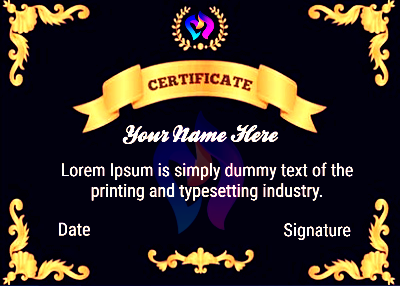 CERTIFICATE
Your Name Here
Lorem Ipsum is simply dummy text of the
printing and typesetting industry.
Date
Signature